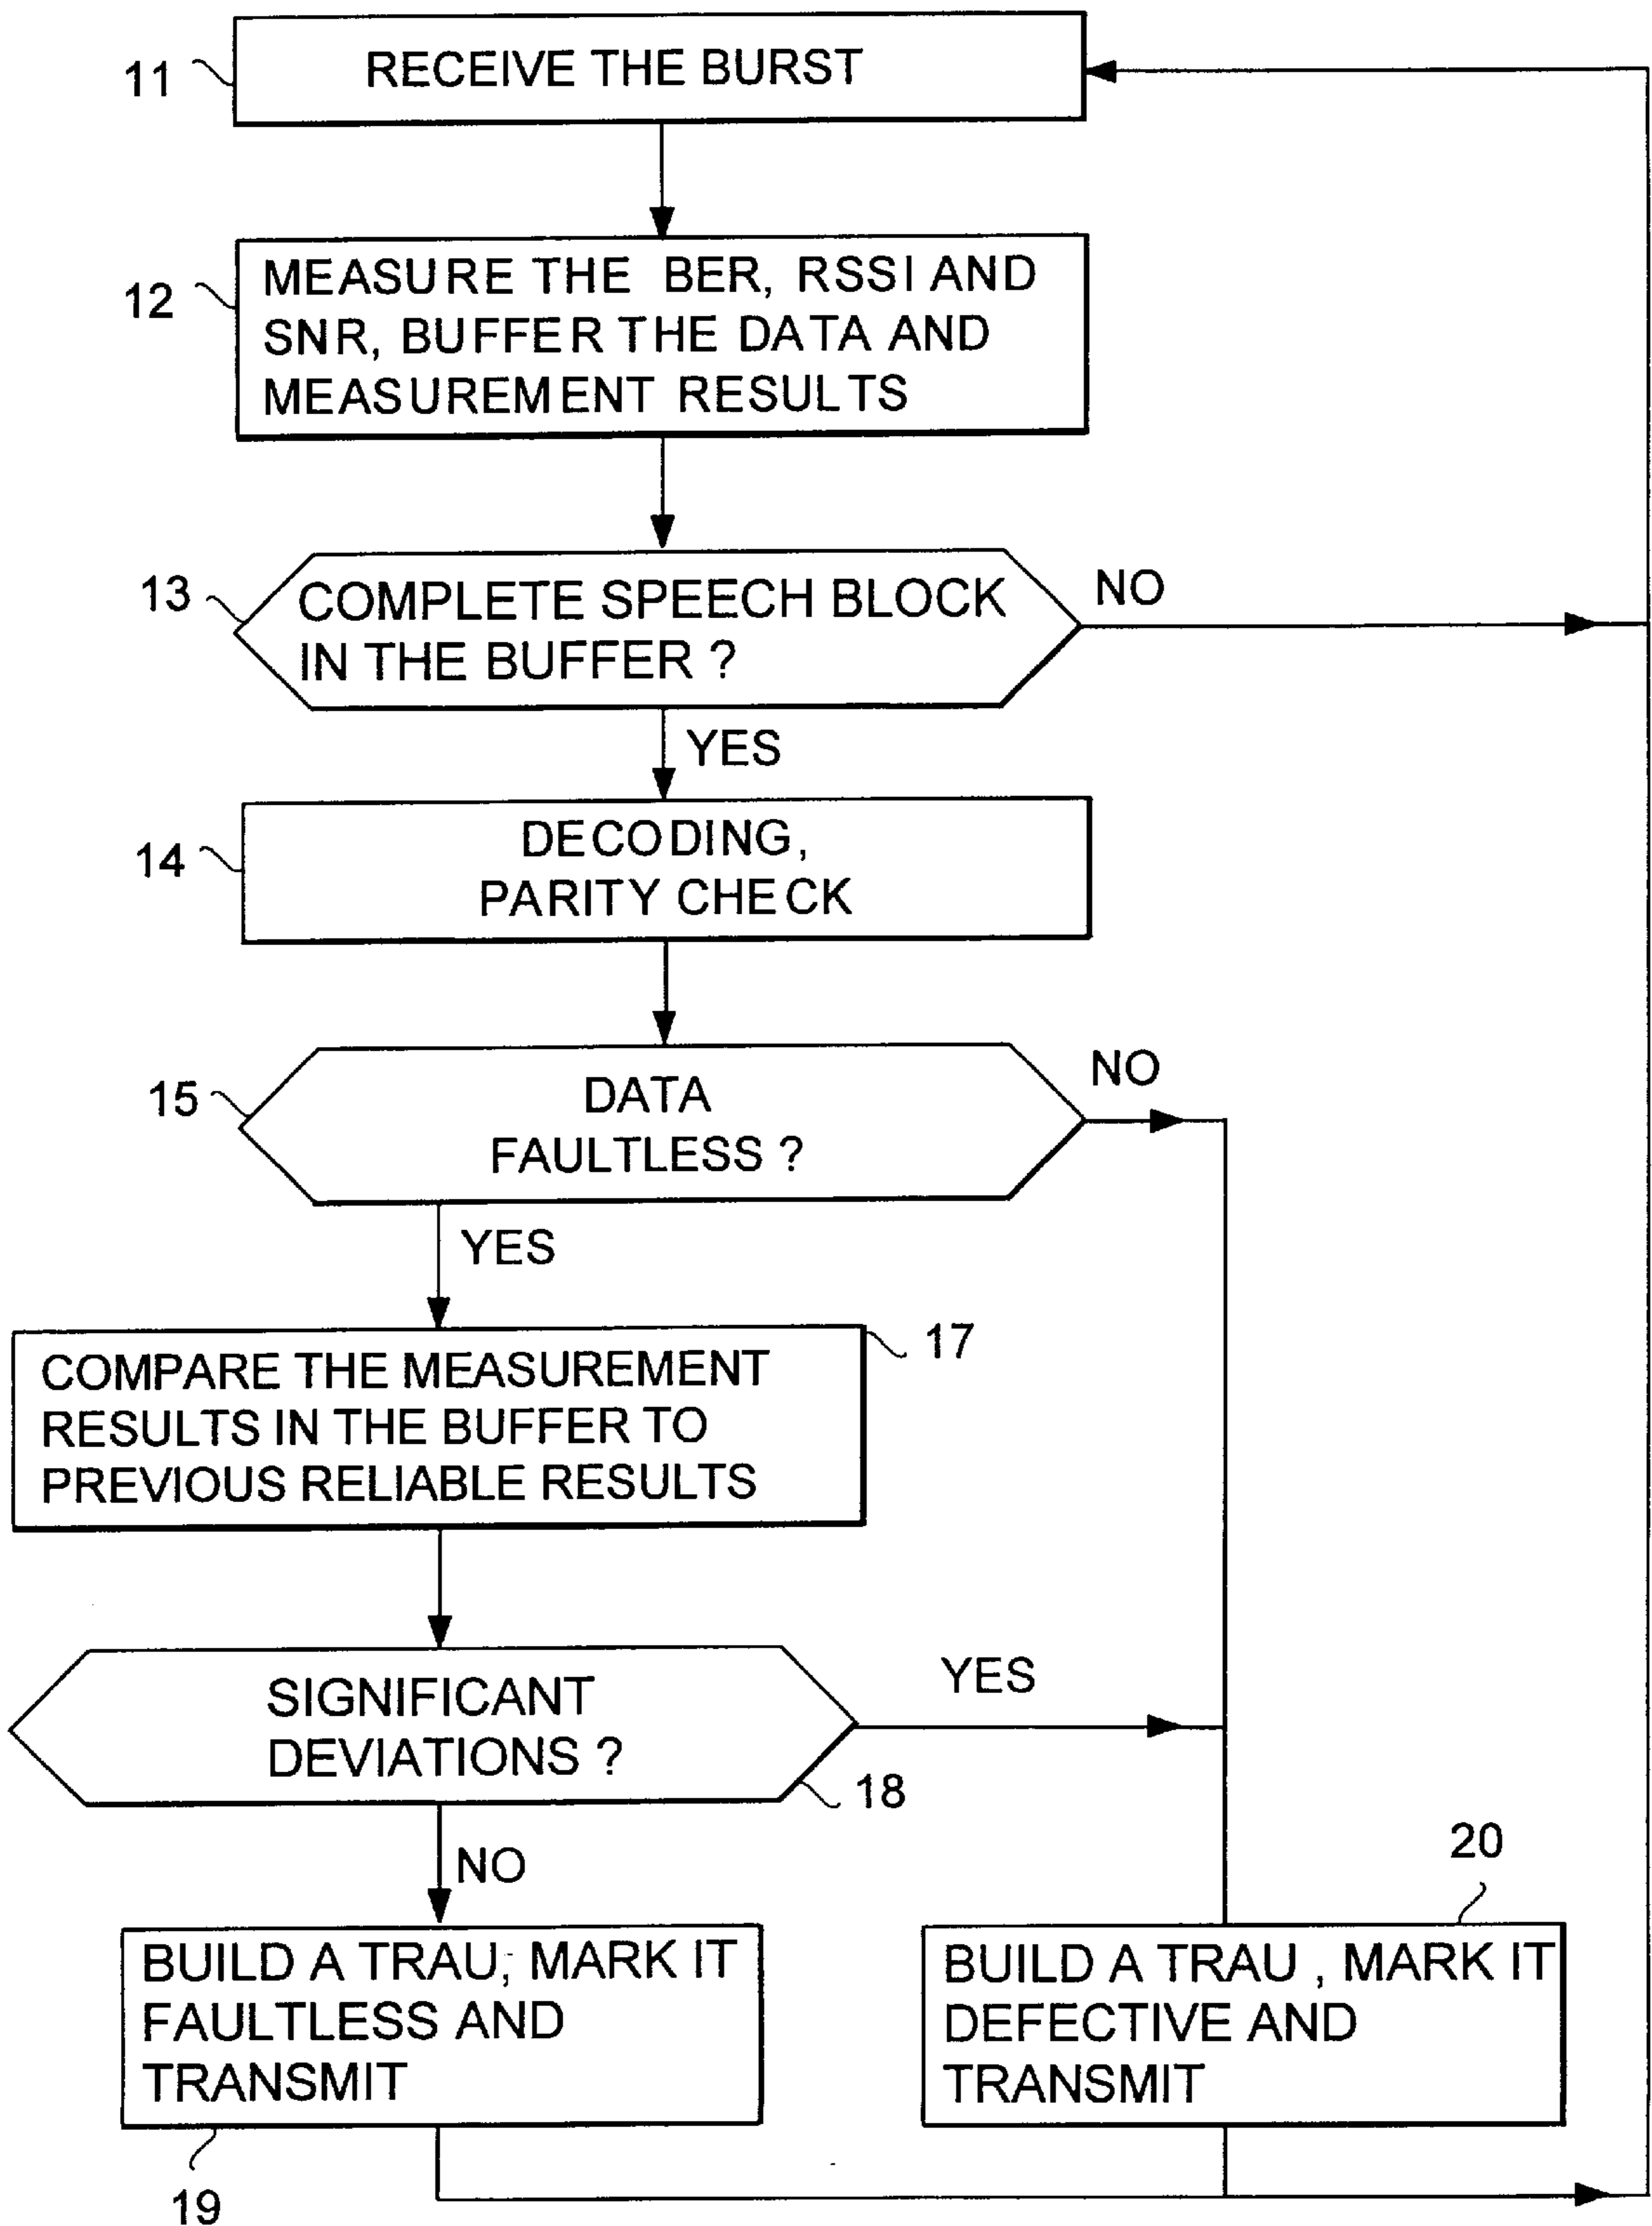 11
RECEIVE THE BURST
12
MEASURE THE BER, RSSI AND
SNR, BUFFER THE DATA AND
MEASUREMENT RESULTS
13
COMPLETE SPEECH BLOCK
IN THE BUFFER ?
NO
YES
14
DECODING,
PARITY CHECK
15
DATA
FAULTLESS ?
NO
YES
17
COMPARE THE MEASUREMENT
RESULTS IN THE BUFFER TO
PREVIOUS RELIABLE RESULTS
SIGNIFICANT
DEVIATIONS ?
YES
18
NO
BUILD A TRAU, MARK IT
FAULTLESS AND
TRANSMIT
19
20
BUILD A TRAU , MARK IT
DEFECTIVE AND
TRANSMIT